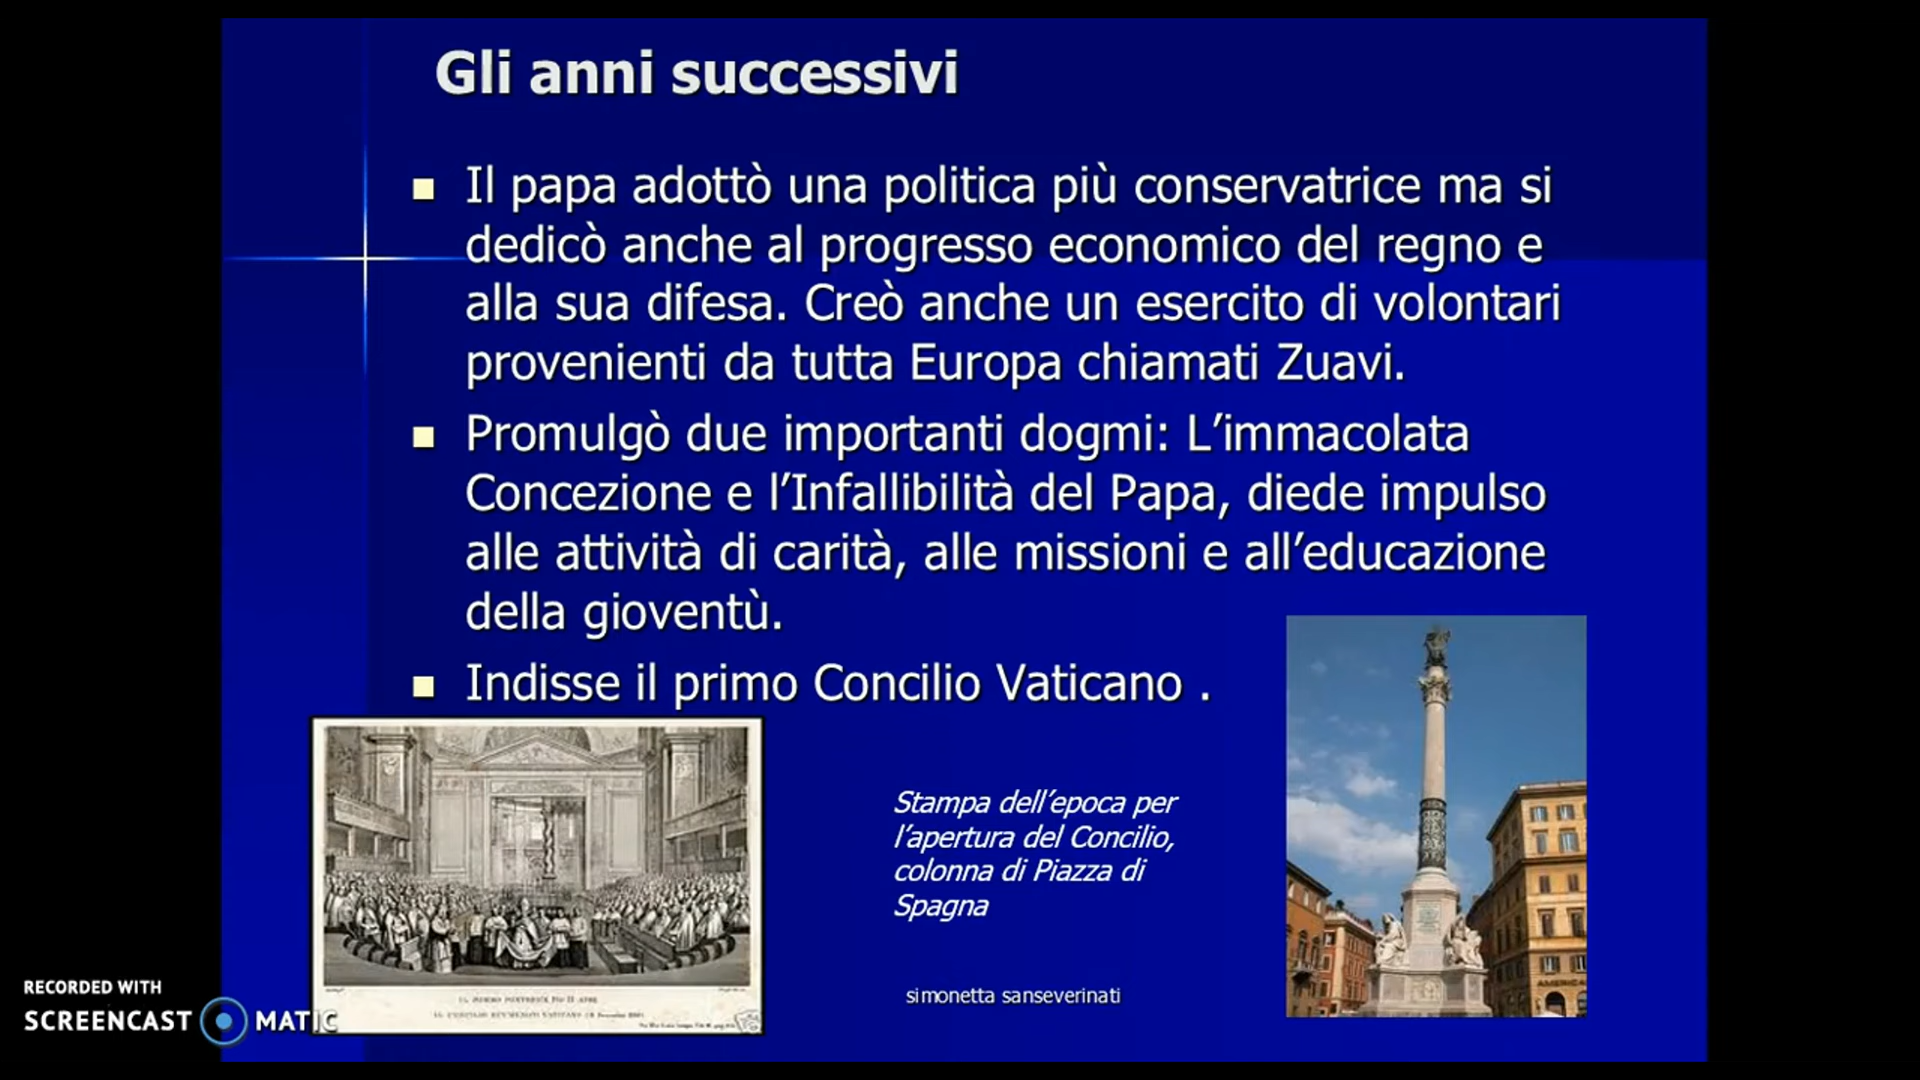 Gli anni successivi
Il papa adottò una politica più conservatrice ma si
dedicò anche al progresso economico del regno e
alla sua difesa. Creò anche un esercito di volontari
provenienti da tutta Europa chiamati Zuavi.
Promulgò due importanti dogmi: L’immacolata
Concezione e l’Infallibilità del Papa, diede impulso
alle attività di carità, alle missioni e all’educazione
della gioventù.
Indisse il primo Concilio Vaticano .
Stampa dell’epoca per
l’apertura del Concilio,
colonna di Piazza di
Spagna
simonetta sanseverinati
RECORDED WITH
SCREENCAST MATIC